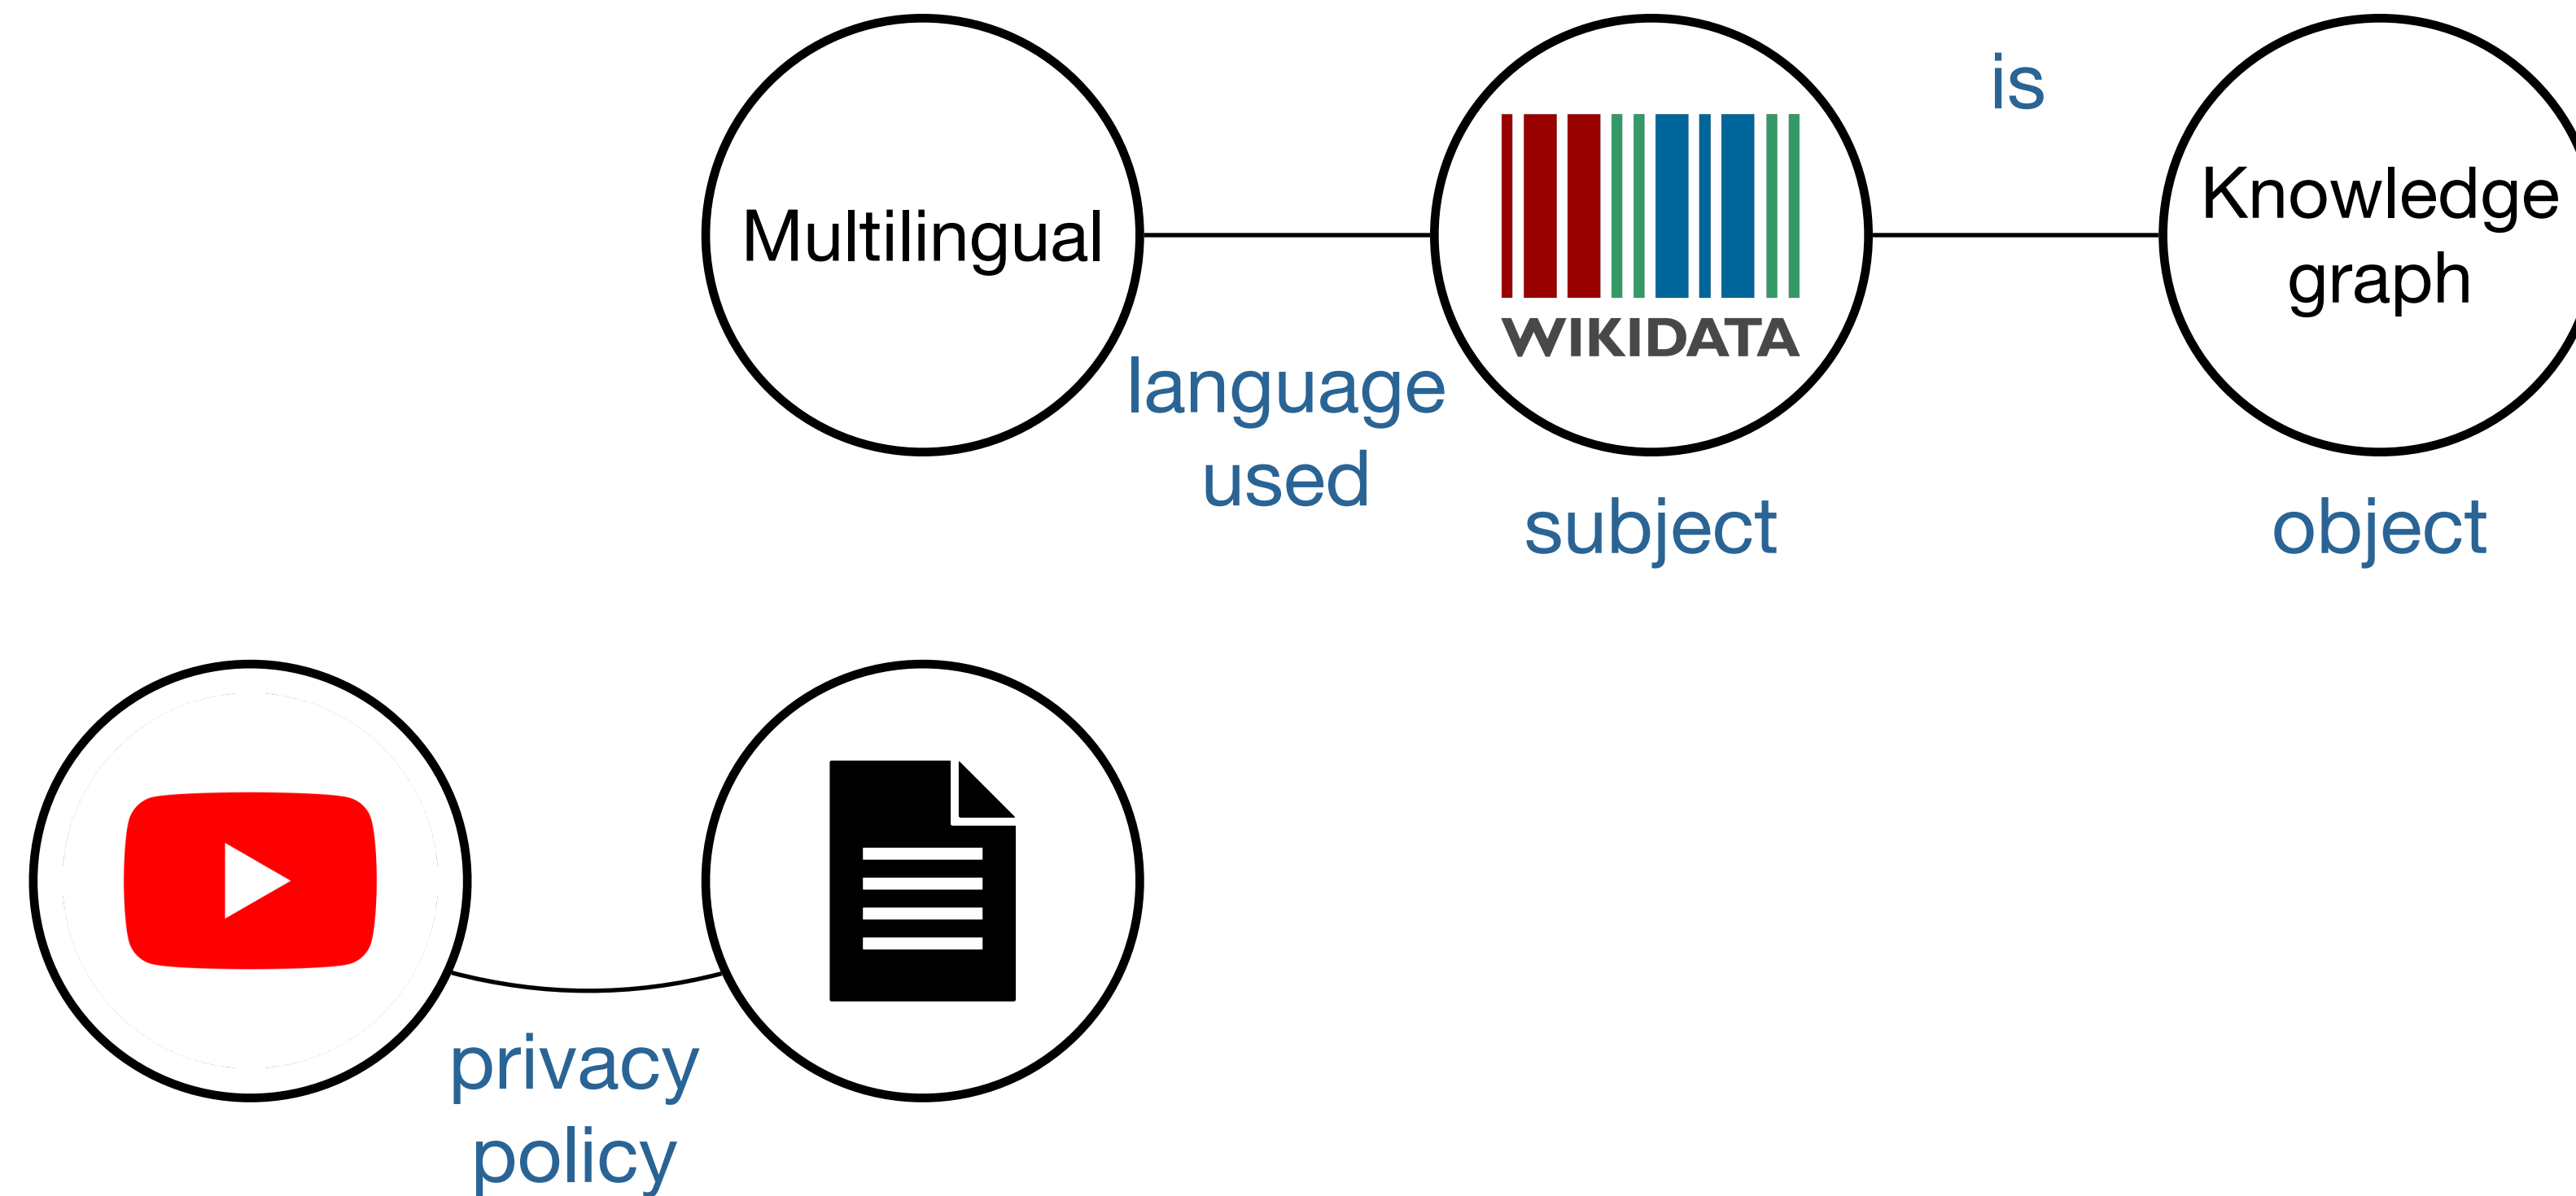 is
Multilingual
WIKIDATA
Knowledge
graph
language
used
subject
object
privacy
policy